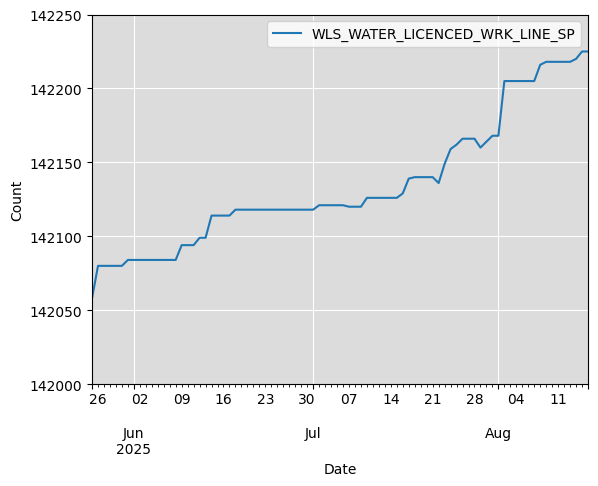 WLS_WATER_LICENCED_WRK_LINE_SP
142250
142200
142150
142100
142050
142000
Count
26 02 09 16 23 30 07 14 21 28 04 11
Jun Jul Aug
2025
Date